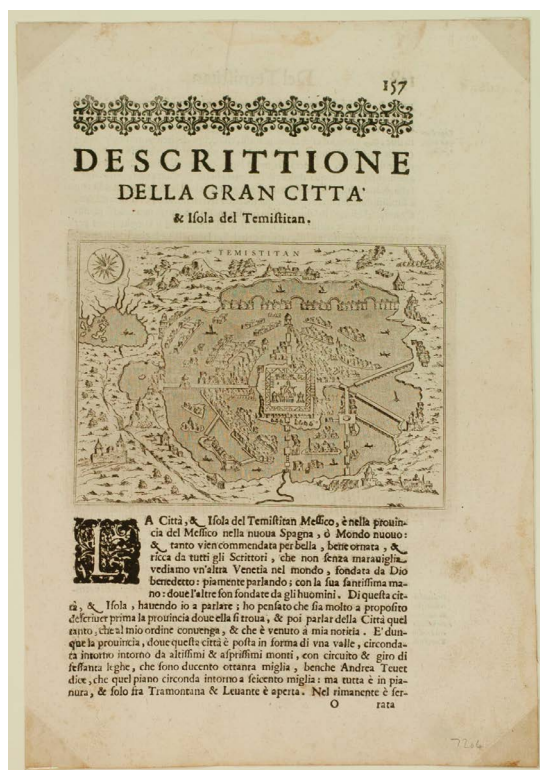 157
DESCRITTIONE
DELLA GRAN CITTA'
& Isola del Temistitan.
TEMISTITAN
LA Città, & Isola del Temistitan Messico, è nella prouin-
cia del Messico nella nuoua Spagna, ò Mondo nuouo:
& tanto vien commendata per bella, bene ornata, &
ricca da tutti gli Scrittori, che non senza marauiglia
vediamo vn'altra Venetia nel mondo, fondata da Dio
benedetto: piamente parlando; con la sua santissima ma-
no: doue l'altre son fondate da gli huomini. Di questa cit-
tà, & Isola, hauendo io a parlare; ho pensato che sia molto a proposito
descriuer prima la prouincia doue ella si troua, & poi parlar della Città quel
tanto, che al mio ordine conuenga, & che è venuto a mia noticia. E' dun-
que la prouincia, doue questa città è posta in forma di vna valle, circonda-
ta intorno intorno da altissimi & asprissimi monti, con circuito & giro di
sessanta leghe, che sono ducento ottanta miglia, benche Andrea Teuet
dice, che quel piano circonda intorno a seicento miglia: ma tutta è in pia-
nura, & solo fra Tramontana & Leuante è aperta. Nel rimanente è ser-
O rata